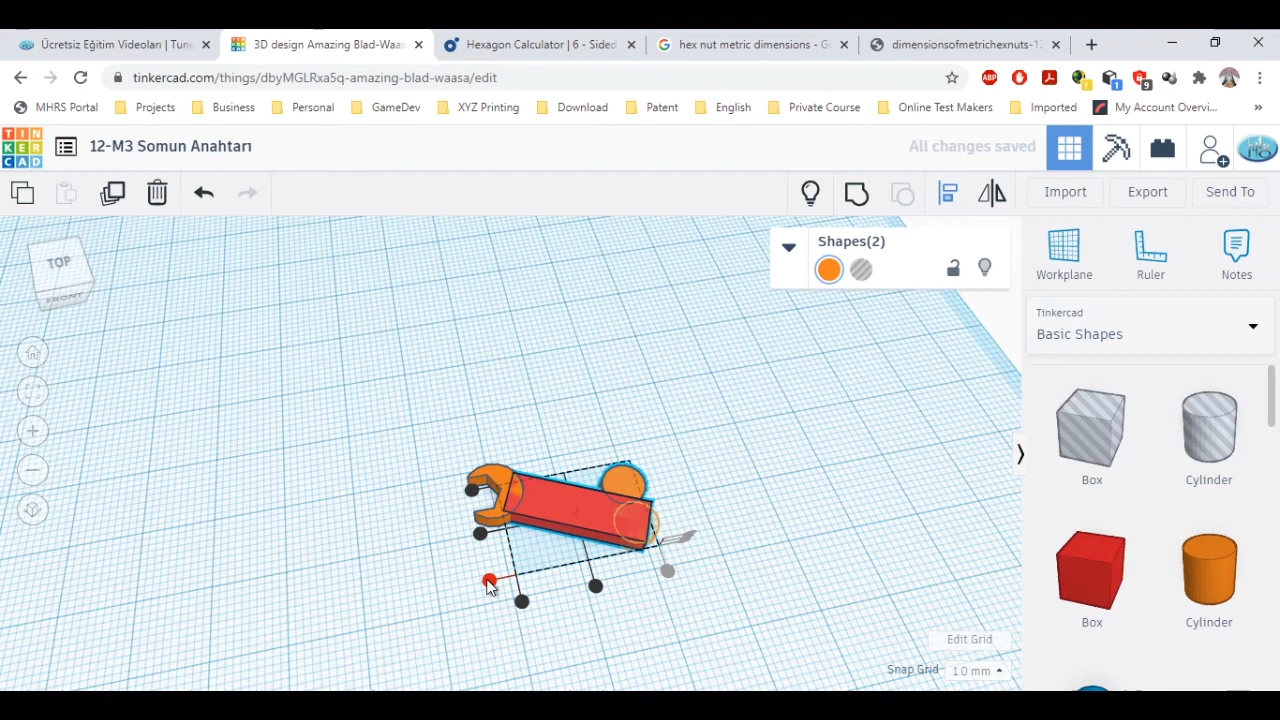 Ücretsiz Eğitim Videoları | Tun
3D design Amazing Blad-Waas
Hexagon Calculator | 6 - Sided
hex nut metric dimensions - G
dimensionsofmetrichexnuts-12
tinkercad.com/things/dbyMGLRxa5q-amazing-blad-waasa/edit
ABP
1
9
MHRS Portal
Projects
Business
Personal
GameDev
XYZ Printing
Download
Patent
English
Private Course
Online Test Makers
Imported
My Account Overvi...
»
TIN
KER
CAD
12-M3 Somun Anahtarı
All changes saved
Import
Export
Send To
TOP
FRONT
Shapes(2)
Workplane
Ruler
Notes
Tinkercad
Basic Shapes
Box
Cylinder
Box
Cylinder
Edit Grid
Snap Grid
1.0 mm